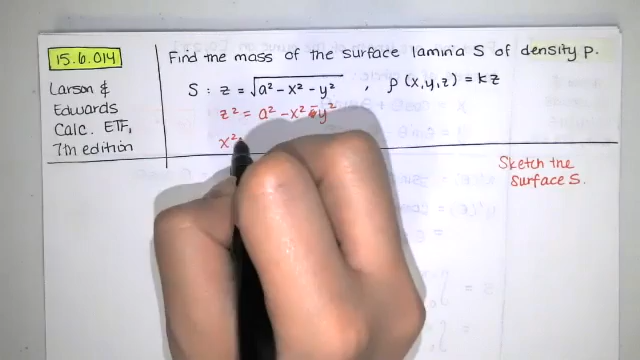 15.6.014
Larson &
Edwards
Calc. ETF,
7th edition
Find the mass of the surface lamina S of density ρ.
S: z = √(a² - x² - y²) , ρ(x,y,z) = kz
z² = a² - x² - y²
x²
Sketch the
surface S.